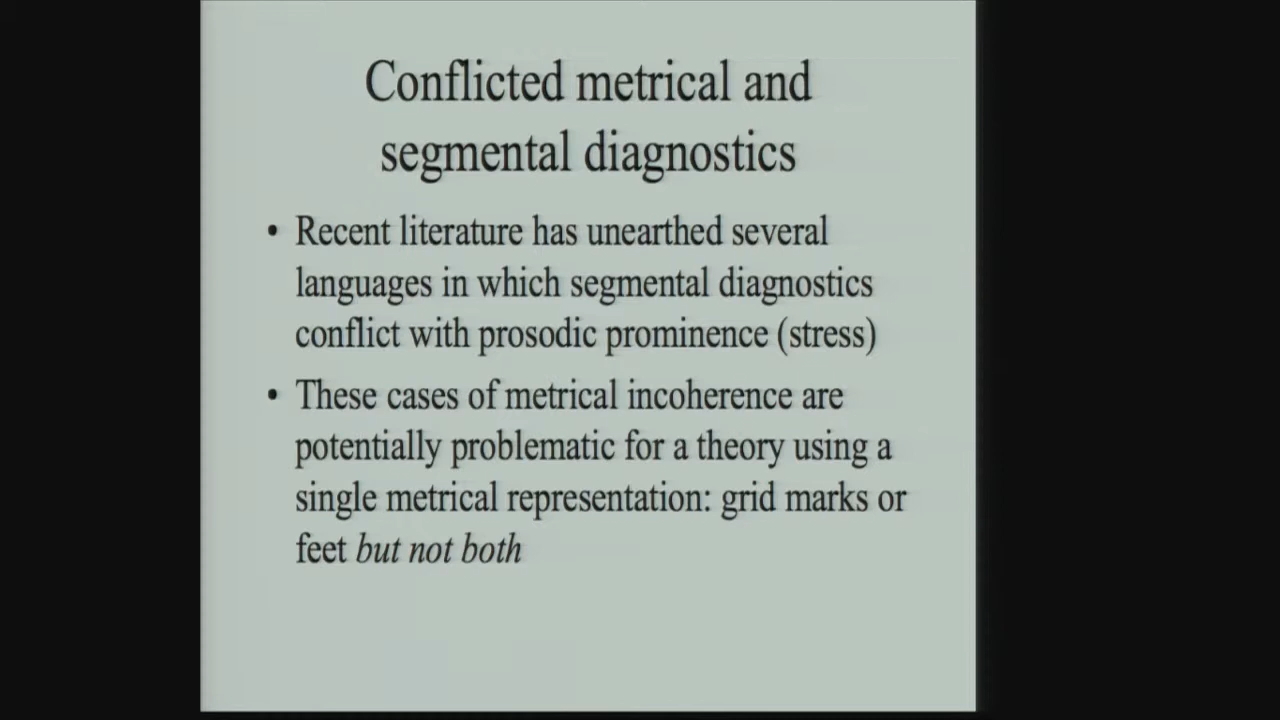 Conflicted metrical and
segmental diagnostics
• Recent literature has unearthed several
languages in which segmental diagnostics
conflict with prosodic prominence (stress)
• These cases of metrical incoherence are
potentially problematic for a theory using a
single metrical representation: grid marks or
feet but not both